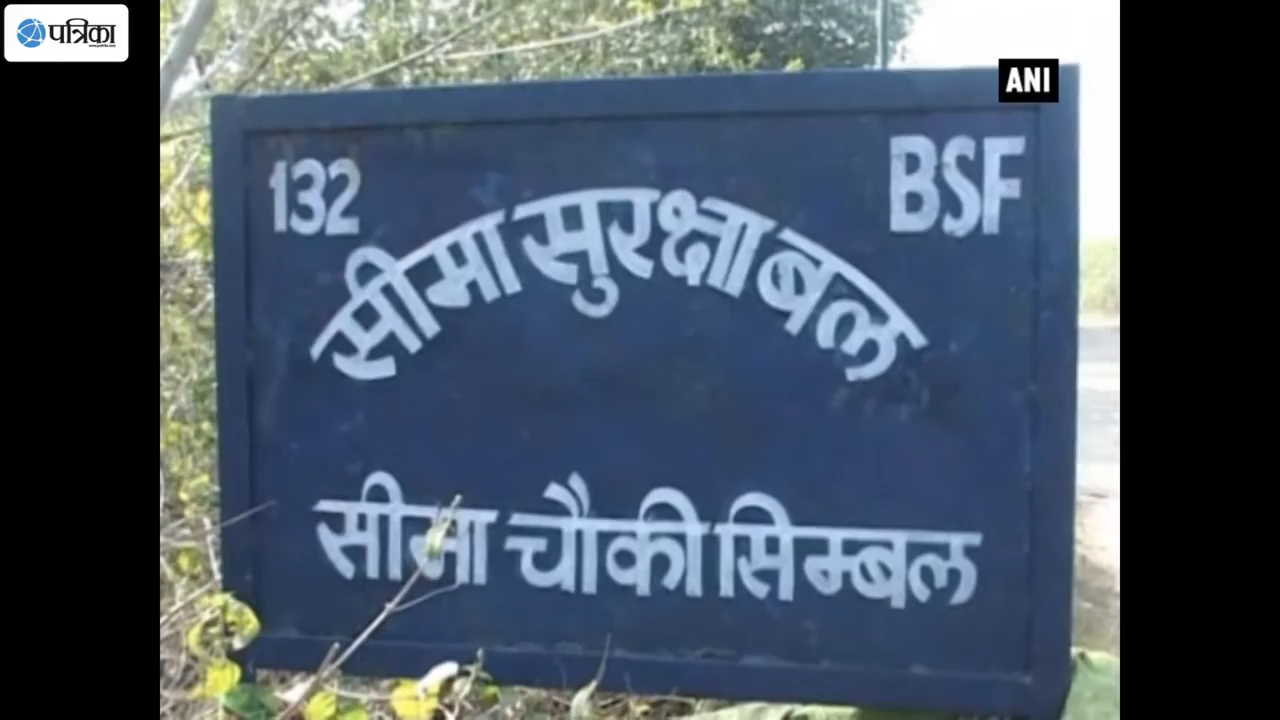 पत्रिका
ANI
132
BSF
सीमा सुरक्षा बल
सीमा चौकी सिम्बल